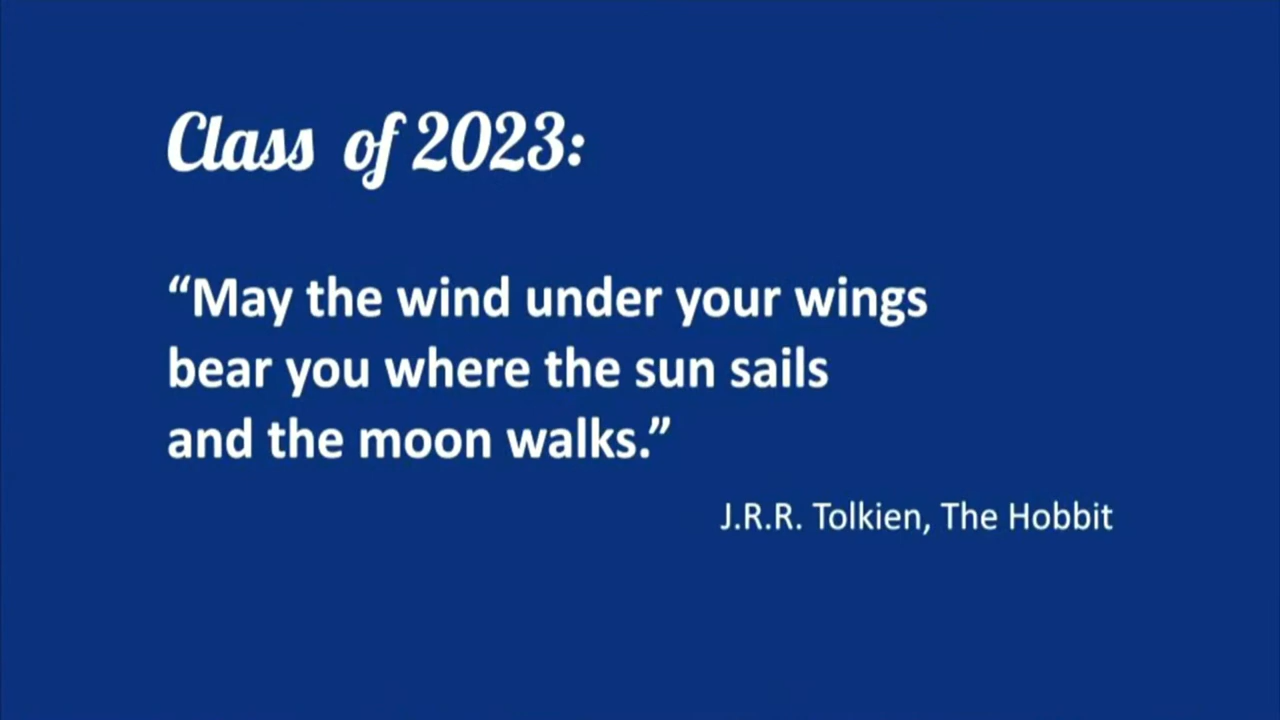 Class of 2023:
“May the wind under your wings
bear you where the sun sails
and the moon walks.”
J.R.R. Tolkien, The Hobbit